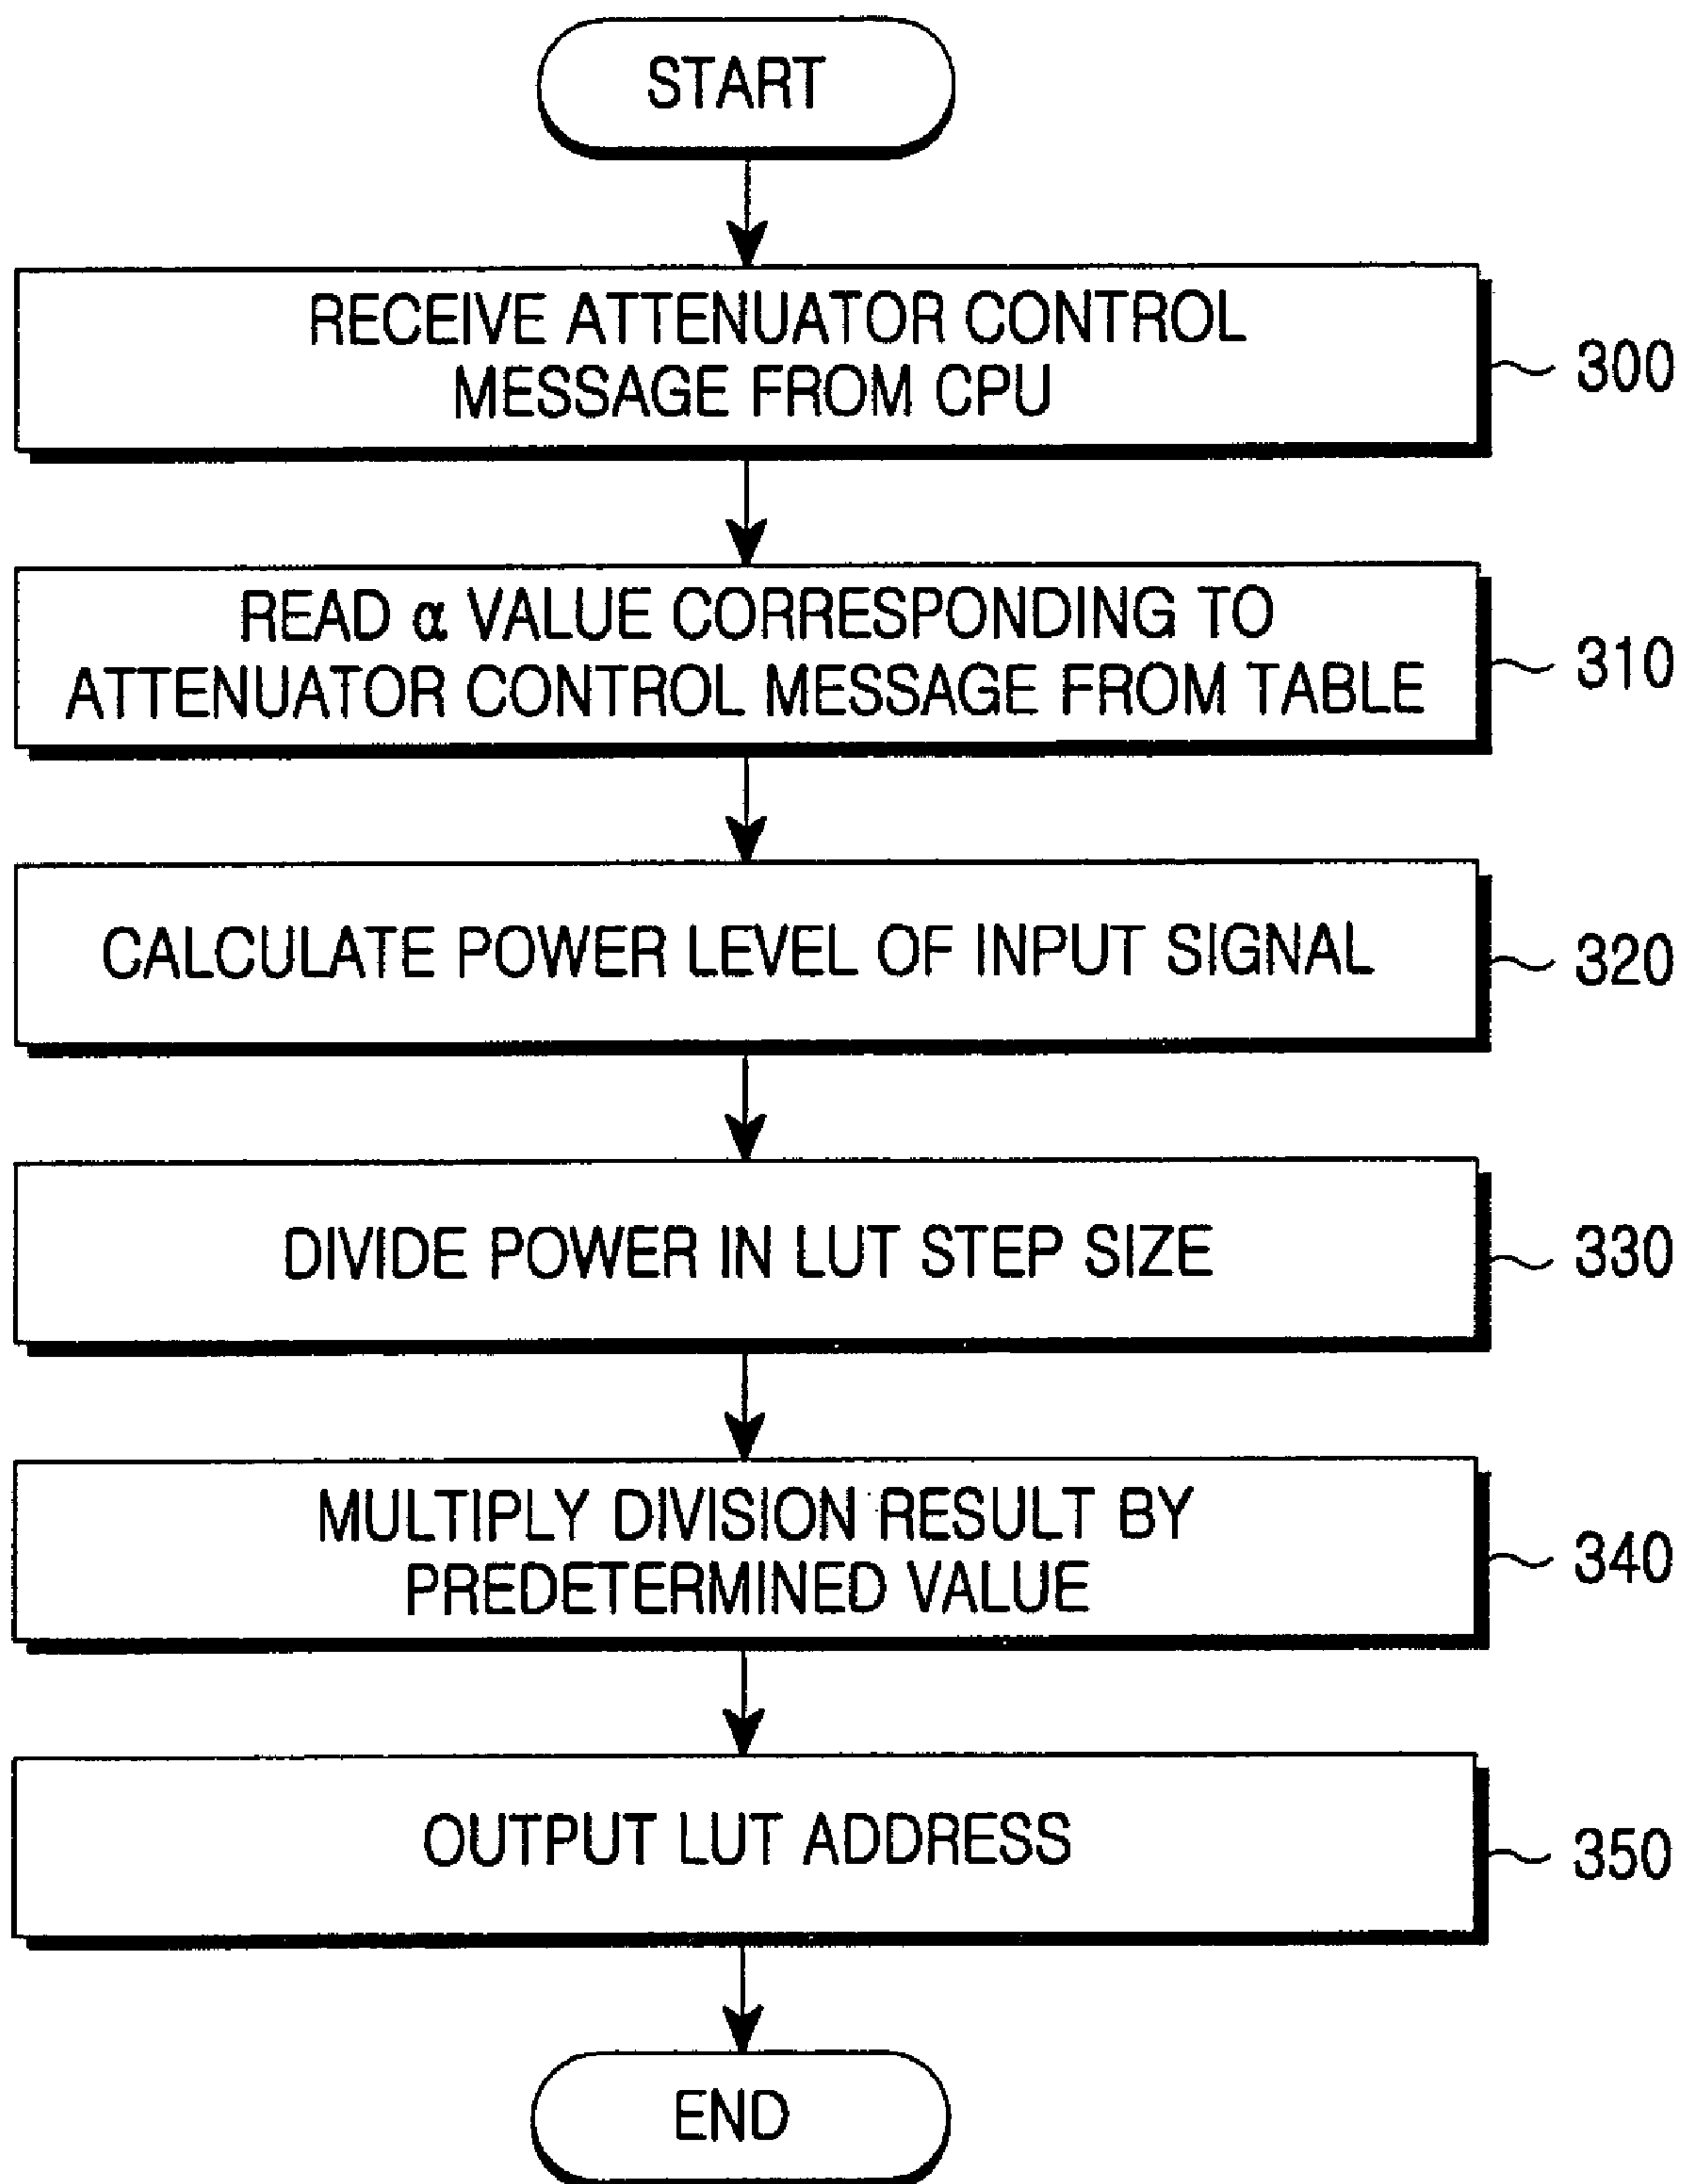 START
RECEIVE ATTENUATOR CONTROL
MESSAGE FROM CPU
300
READ α VALUE CORRESPONDING TO
ATTENUATOR CONTROL MESSAGE FROM TABLE
310
CALCULATE POWER LEVEL OF INPUT SIGNAL
320
DIVIDE POWER IN LUT STEP SIZE
330
MULTIPLY DIVISION RESULT BY
PREDETERMINED VALUE
340
OUTPUT LUT ADDRESS
350
END